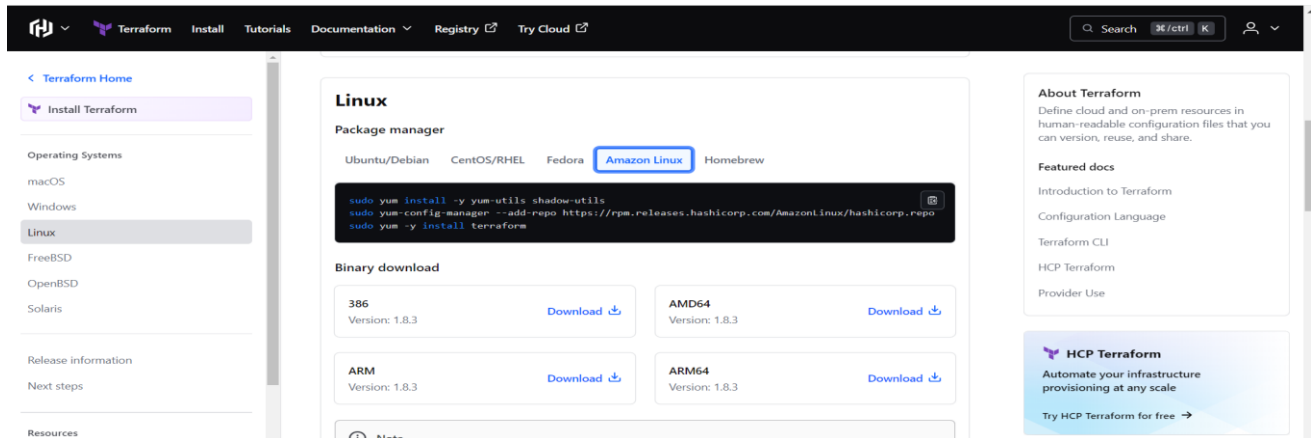 Terraform Install Tutorials Documentation Registry Try Cloud Search ⌘/ctrl K
Terraform Home
Install Terraform
Operating Systems
macOS
Windows
Linux
FreeBSD
OpenBSD
Solaris
Release information
Next steps
Resources
Linux
Package manager
Ubuntu/Debian CentOS/RHEL Fedora Amazon Linux Homebrew
sudo yum install -y yum-utils shadow-utils
sudo yum-config-manager --add-repo https://rpm.releases.hashicorp.com/AmazonLinux/hashicorp.repo
sudo yum -y install terraform
Binary download
386
Version: 1.8.3
Download
AMD64
Version: 1.8.3
Download
ARM
Version: 1.8.3
Download
ARM64
Version: 1.8.3
Download
Note
About Terraform
Define cloud and on-prem resources in
human-readable configuration files that you
can version, reuse, and share.
Featured docs
Introduction to Terraform
Configuration Language
Terraform CLI
HCP Terraform
Provider Use
HCP Terraform
Automate your infrastructure
provisioning at any scale
Try HCP Terraform for free →